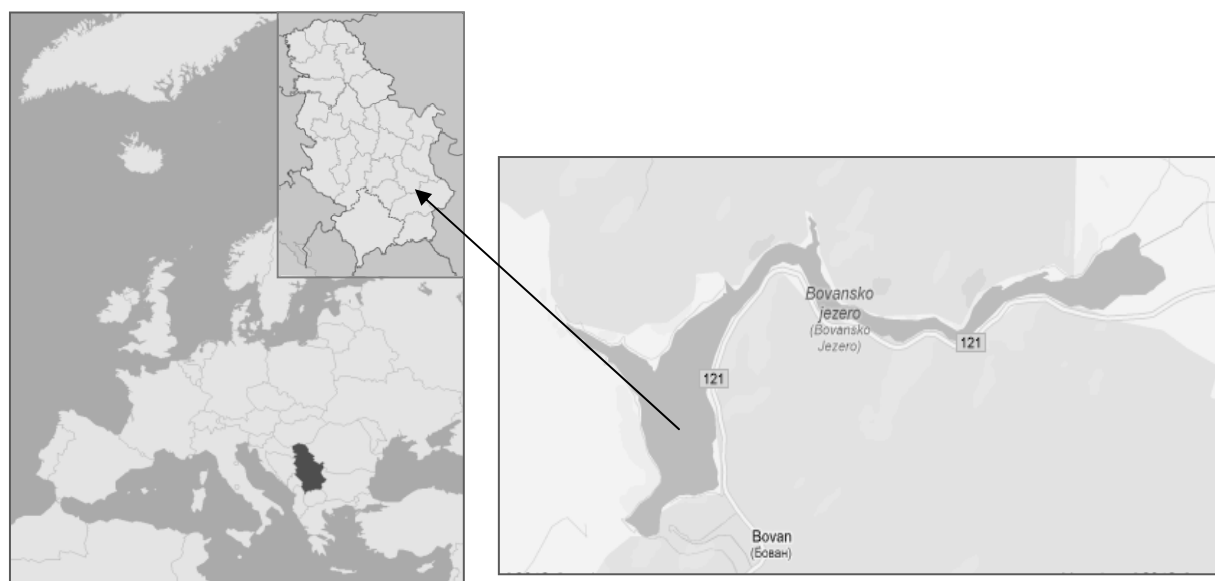 Bovansko
jezero
(Bovansko
Jezero)
121
121
Bovan
(Бован)